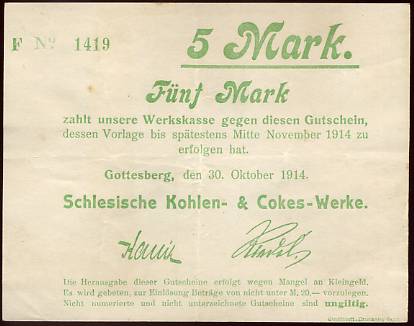 F № 1419
5 Mark.
Fünf Mark
zahlt unsere Werkskasse gegen diesen Gutschein,
dessen Vorlage bis spätestens Mitte November 1914 zu
erfolgen hat.
Gottesberg, den 30. Oktober 1914.
Schlesische Kohlen- & Cokes-Werke.
Die Herausgabe dieser Gutscheine erfolgt wegen Mangel an Kleingeld.
Es wird gebeten, zur Einlösung Beträge von nicht unter M. 20,— vorzulegen.
Nicht numerierte und nicht unterzeichnete Gutscheine sind ungiltig.